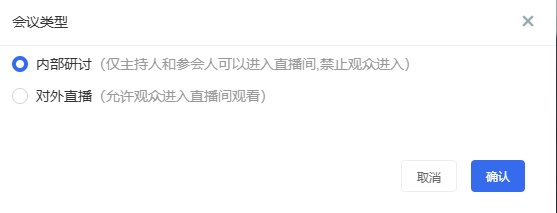 会议类型
内部研讨（仅主持人和参会人可以进入直播间,禁止观众进入）
对外直播（允许观众进入直播间观看）
取消 确认